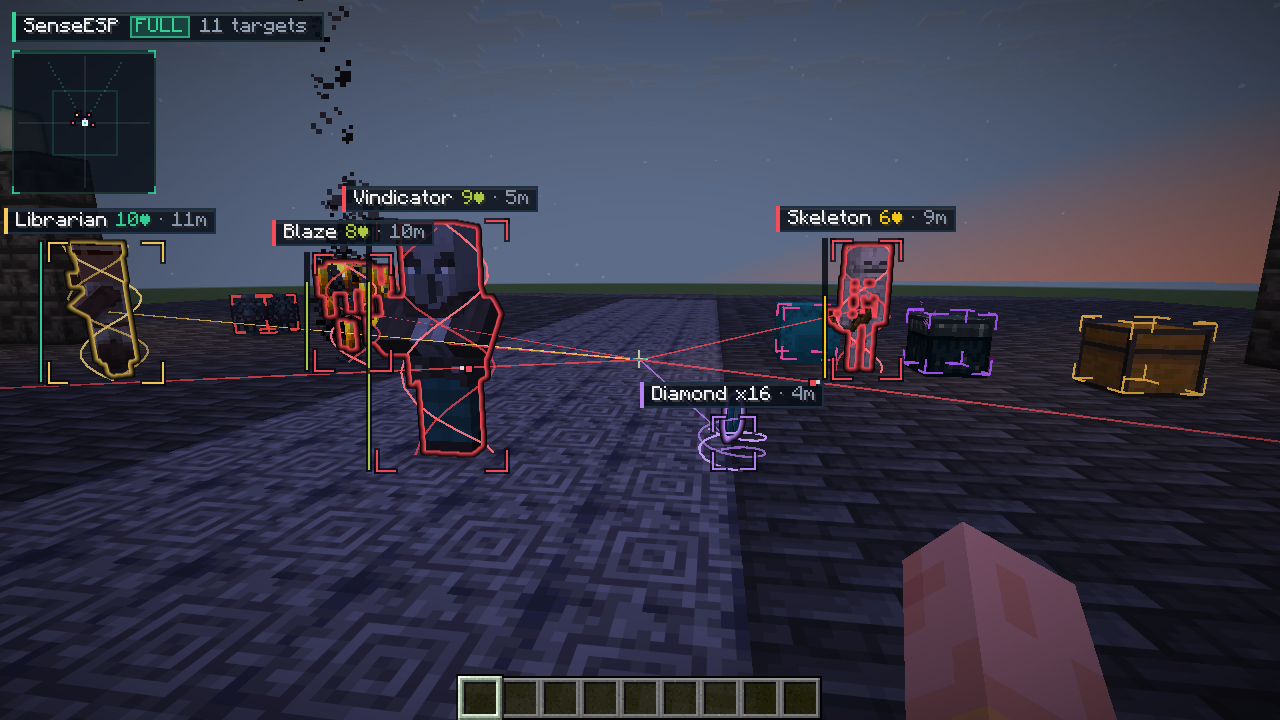 SenseESP FULL 11 targets
Vindicator 9♥ · 5m
Librarian 10♥ · 11m
Blaze 8♥ · 10m
Skeleton 6♥ · 9m
Diamond x16 · 4m